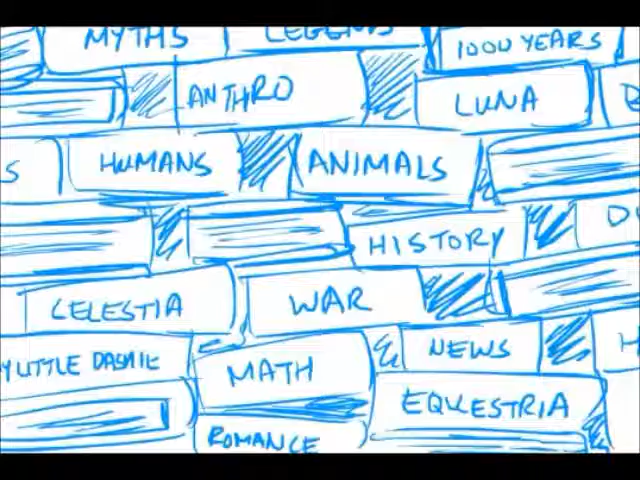 MYTHS
LEGENDS
1000 YEARS
ANTHRO
LUNA
D
S
HUMANS
ANIMALS
D
HISTORY
CELESTIA
WAR
Y LITTLE DASHIE
MATH
NEWS
H
EQUESTRIA
ROMANCE